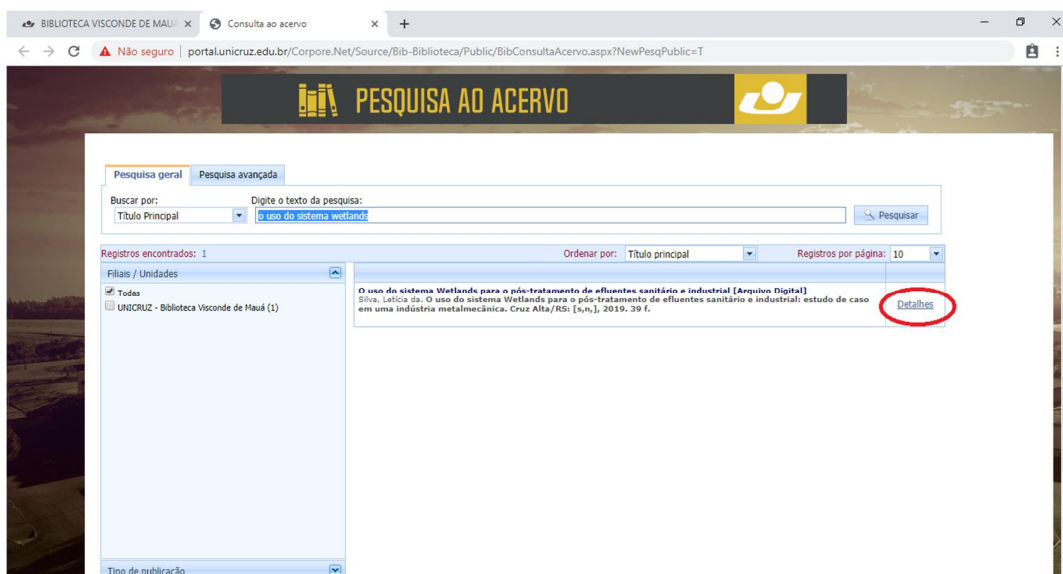 BIBLIOTECA VISCONDE DE MAUÁ
Consulta ao acervo
Não seguro | portal.unicruz.edu.br/Corpore.Net/Source/Bib-Biblioteca/Public/BibConsultaAcervo.aspx?NewPesqPublic=T
PESQUISA AO ACERVO
Pesquisa geral Pesquisa avançada
Buscar por: Digite o texto da pesquisa:
Título Principal o uso do sistema wetlands Pesquisar
Registros encontrados: 1 Ordenar por: Título principal Registros por página: 10
Filiais / Unidades
Todas
UNICRUZ - Biblioteca Visconde de Mauá (1)
O uso do sistema Wetlands para o pós-tratamento de efluentes sanitário e industrial [Arquivo Digital]
Silva, Letícia da. O uso do sistema Wetlands para o pós-tratamento de efluentes sanitário e industrial: estudo de caso
em uma indústria metalmecânica. Cruz Alta/RS: [s,n,], 2019. 39 f.
Detalhes
Tipo de publicação